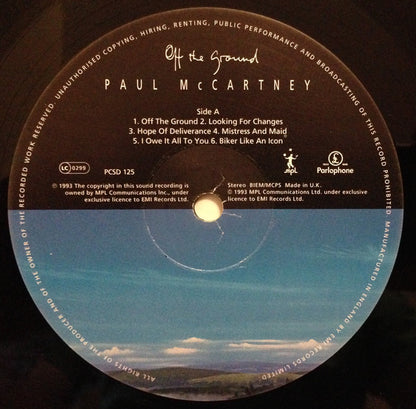 UNAUTHORISED COPYING, HIRING, RENTING, PUBLIC PERFORMANCE AND BROADCASTING OF THIS RECORD PROHIBITED. MANUFACTURED IN ENGLAND BY EMI RECORDS LIMITED.
ALL RIGHTS OF THE PRODUCER AND OF THE OWNER OF THE RECORDED WORK RESERVED.
Off the Ground
PAUL McCARTNEY
Side A
1. Off The Ground 2. Looking For Changes
3. Hope Of Deliverance 4. Mistress And Maid
5. I Owe It All To You 6. Biker Like An Icon
LC 0299
PCSD 125
mpl
Parlophone
℗ 1993 The copyright in this sound recording is
owned by MPL Communications Inc., under
exclusive licence to EMI Records Ltd.
Stereo BIEM/MCPS Made in U.K.
© 1993 MPL Communications Ltd. under exclusive
licence to EMI Records Ltd.